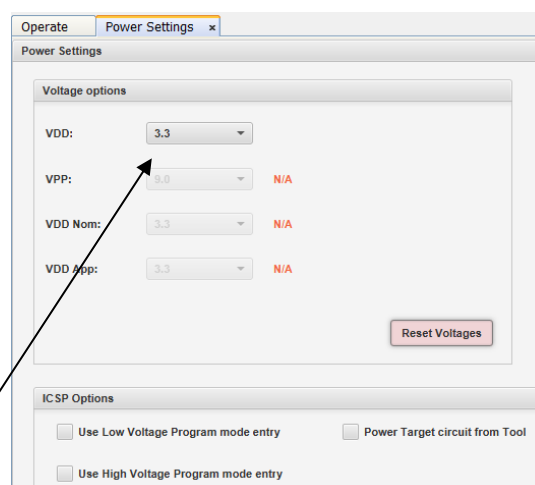 Operate Power Settings ×
Power Settings
Voltage options
VDD: 3.3
VPP: 9.0 N/A
VDD Nom: 3.3 N/A
VDD App: 3.3 N/A
Reset Voltages
ICSP Options
Use Low Voltage Program mode entry Power Target circuit from Tool
Use High Voltage Program mode entry